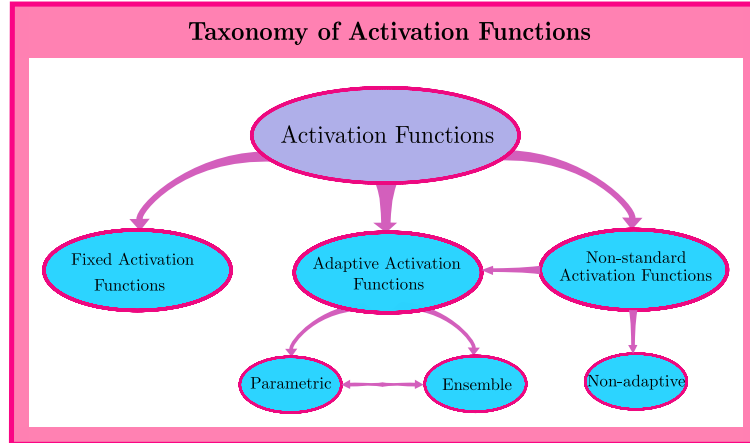 Taxonomy of Activation Functions
Activation Functions
Fixed Activation
Functions
Adaptive Activation
Functions
Non-standard
Activation Functions
Parametric
Ensemble
Non-adaptive